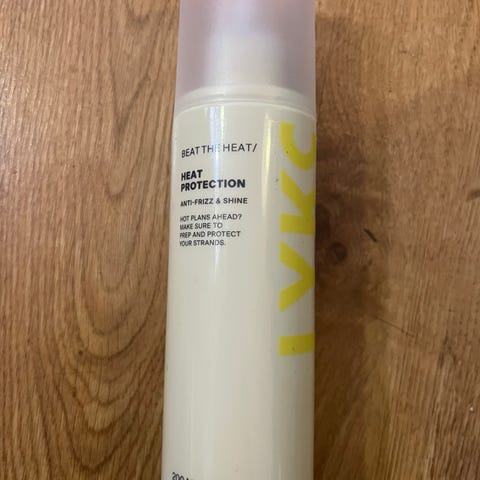 BEAT THE HEAT/
HEAT
PROTECTION
ANTI-FRIZZ & SHINE
HOT PLANS AHEAD?
MAKE SURE TO
PREP AND PROTECT
YOUR STRANDS.
LYKO